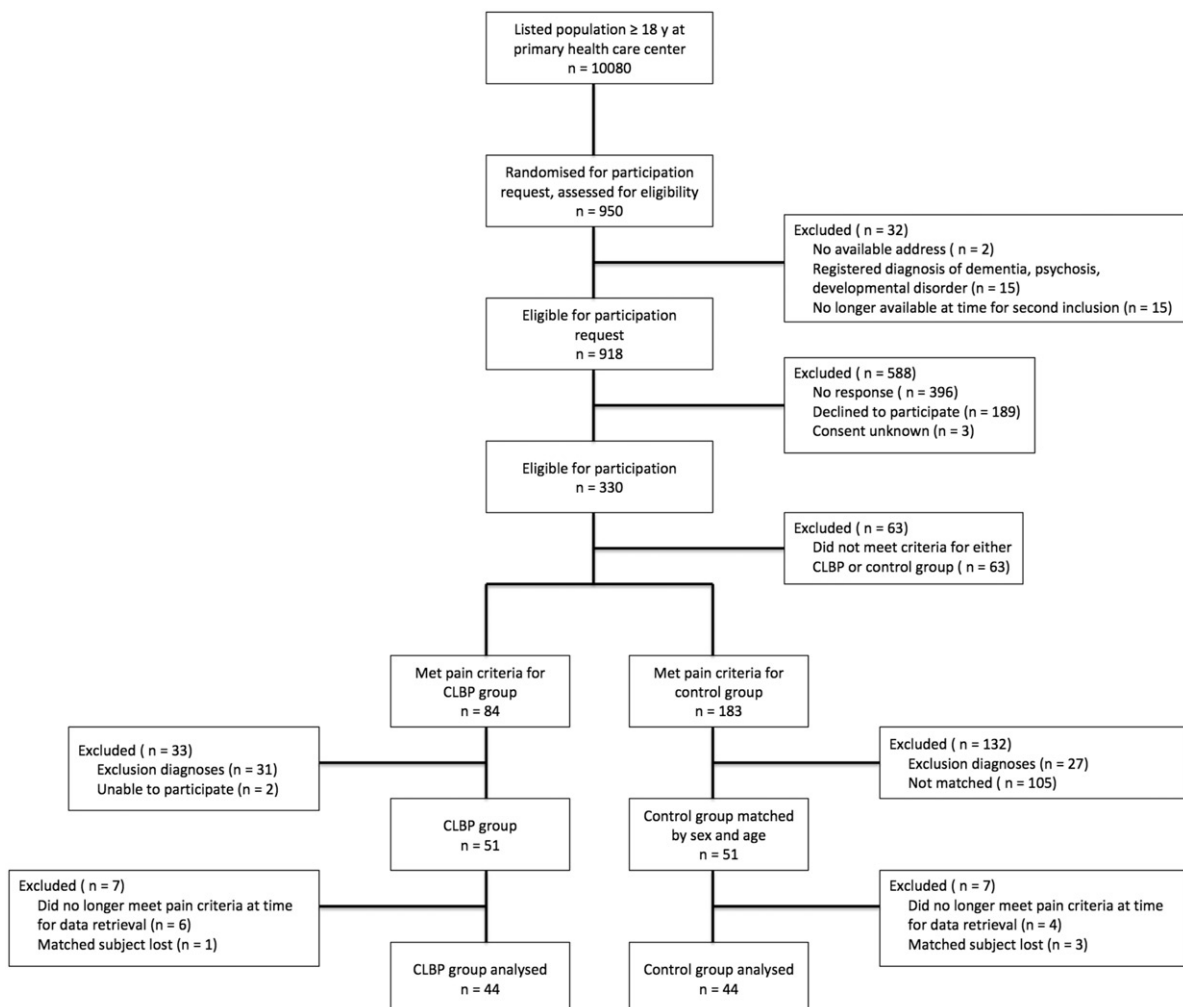 Listed population ≥ 18 y at
primary health care center
n = 10080
Randomised for participation
request, assessed for eligibility
n = 950
Excluded ( n = 32)
No available address ( n = 2)
Registered diagnosis of dementia, psychosis,
developmental disorder (n = 15)
No longer available at time for second inclusion (n = 15)
Eligible for participation
request
n = 918
Excluded ( n = 588)
No response ( n = 396)
Declined to participate (n = 189)
Consent unknown (n = 3)
Eligible for participation
n = 330
Excluded ( n = 63)
Did not meet criteria for either
CLBP or control group ( n = 63)
Met pain criteria for
CLBP group
n = 84
Met pain criteria for
control group
n = 183
Excluded ( n = 33)
Exclusion diagnoses (n = 31)
Unable to participate (n = 2)
Excluded ( n = 132)
Exclusion diagnoses (n = 27)
Not matched ( n = 105)
CLBP group
n = 51
Control group matched
by sex and age
n = 51
Excluded ( n = 7)
Did no longer meet pain criteria at time
for data retrieval (n = 6)
Matched subject lost (n = 1)
Excluded ( n = 7)
Did no longer meet pain criteria at time
for data retrieval (n = 4)
Matched subject lost (n = 3)
CLBP group analysed
n = 44
Control group analysed
n = 44